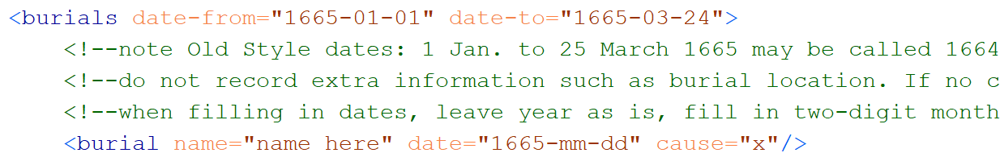 <burials date-from="1665-01-01" date-to="1665-03-24">
<!--note Old Style dates: 1 Jan. to 25 March 1665 may be called 1664
<!--do not record extra information such as burial location. If no c
<!--when filling in dates, leave year as is, fill in two-digit month
<burial name="name here" date="1665-mm-dd" cause="x"/>